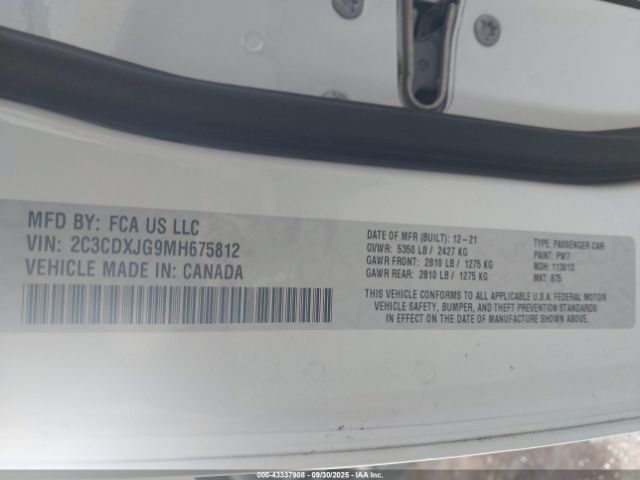 MFD BY: FCA US LLC
VIN: 2C3CDXJG9MH675812
VEHICLE MADE IN: CANADA
DATE OF MFR (BUILT): 12-21
GVWR: 5350 LB / 2427 KG
GAWR FRONT: 2810 LB / 1275 KG
GAWR REAR: 2810 LB / 1275 KG
TYPE: PASSENGER CAR
PAINT: PW7
MDH: 113613
MKT: 875
THIS VEHICLE CONFORMS TO ALL APPLICABLE U.S.A. FEDERAL MOTOR
VEHICLE SAFETY, BUMPER, AND THEFT PREVENTION STANDARDS
IN EFFECT ON THE DATE OF MANUFACTURE SHOWN ABOVE.
000-43337908 - 09/30/2025 - IAA Inc.